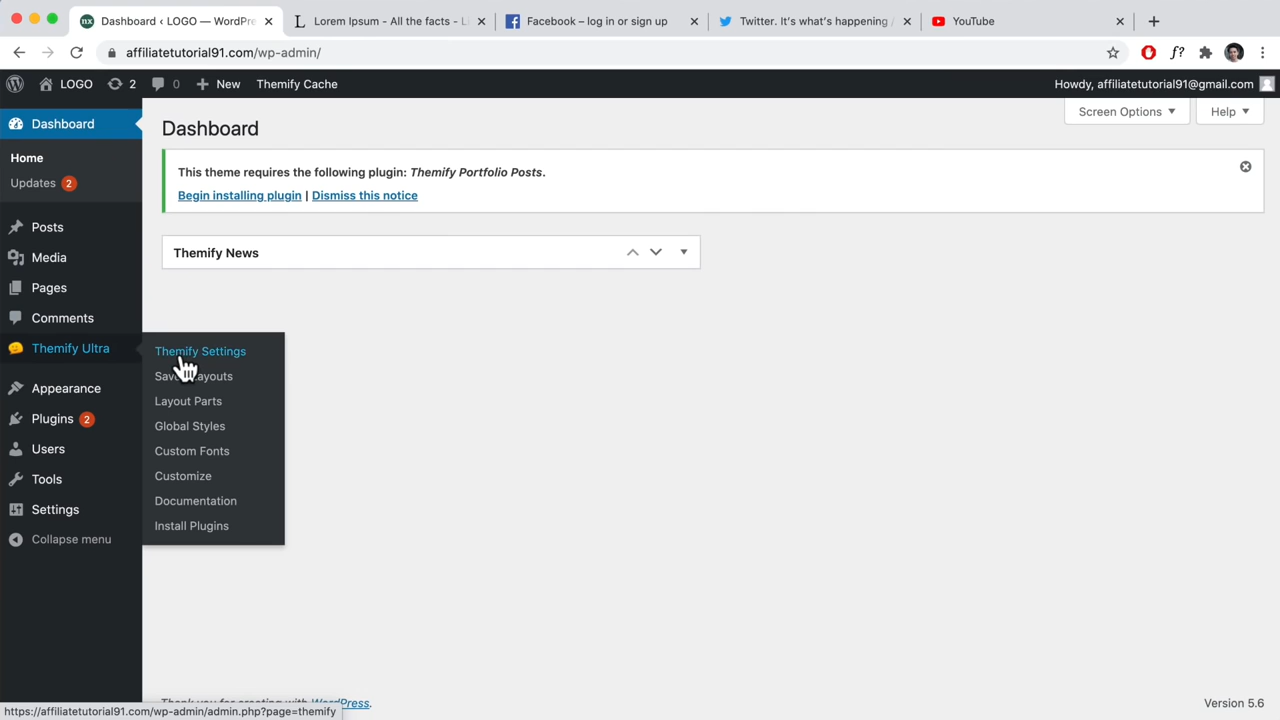 Dashboard ‹ LOGO — WordPre
Lorem Ipsum - All the facts - L
Facebook – log in or sign up
Twitter. It's what's happening /
YouTube
affiliatetutorial91.com/wp-admin/
LOGO
2
0
New
Themify Cache
Howdy, affiliatetutorial91@gmail.com
Dashboard
Home
Updates 2
Posts
Media
Pages
Comments
Themify Ultra
Appearance
Plugins 2
Users
Tools
Settings
Collapse menu
Themify Settings
Layouts
Layout Parts
Global Styles
Custom Fonts
Customize
Documentation
Install Plugins
Screen Options
Help
Dashboard
This theme requires the following plugin: Themify Portfolio Posts.
Begin installing plugin | Dismiss this notice
Themify News
Thank you for creating with WordPress.
Version 5.6
https://affiliatetutorial91.com/wp-admin/admin.php?page=themify